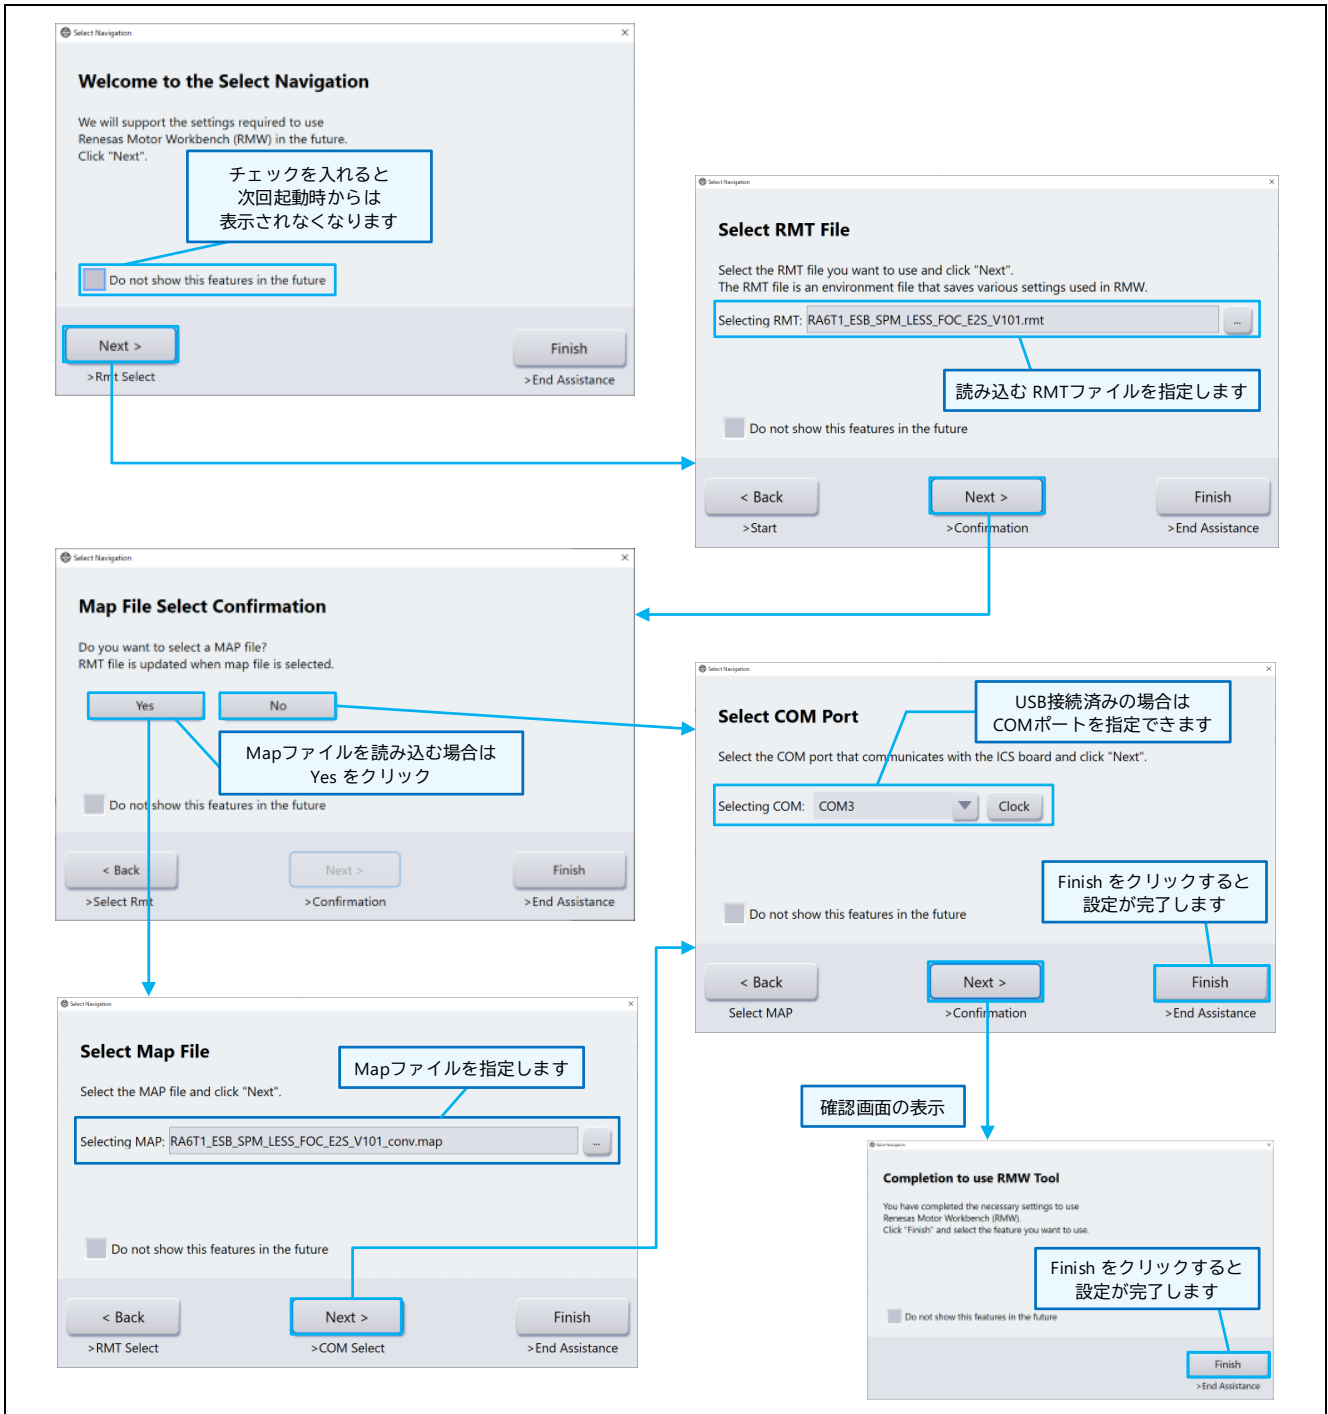 Select Navigation
Welcome to the Select Navigation
We will support the settings required to use
Renesas Motor Workbench (RMW) in the future.
Click "Next".
チェックを入れると
次回起動時からは
表示されなくなります
Do not show this features in the future
Next >
>Rmt Select
Finish
>End Assistance
Select Navigation
Select RMT File
Select the RMT file you want to use and click "Next".
The RMT file is an environment file that saves various settings used in RMW.
Selecting RMT: RA6T1_ESB_SPM_LESS_FOC_E2S_V101.rmt ...
読み込む RMTファイルを指定します
Do not show this features in the future
< Back
>Start
Next >
>Confirmation
Finish
>End Assistance
Select Navigation
Map File Select Confirmation
Do you want to select a MAP file?
RMT file is updated when map file is selected.
Yes
No
Mapファイルを読み込む場合は
Yes をクリック
Do not show this features in the future
< Back
>Select Rmt
Next >
>Confirmation
Finish
>End Assistance
Select Navigation
USB接続済みの場合は
COMポートを指定できます
Select COM Port
Select the COM port that communicates with the ICS board and click "Next".
Selecting COM: COM3 Clock
Finish をクリックすると
設定が完了します
Do not show this features in the future
< Back
Select MAP
Next >
>Confirmation
Finish
>End Assistance
Select Navigation
Select Map File
Mapファイルを指定します
Select the MAP file and click "Next".
Selecting MAP: RA6T1_ESB_SPM_LESS_FOC_E2S_V101_conv.map ...
Do not show this features in the future
< Back
>RMT Select
Next >
>COM Select
Finish
>End Assistance
確認画面の表示
Select Navigation
Completion to use RMW Tool
You have completed the necessary settings to use
Renesas Motor Workbench (RMW).
Click "Finish" and select the feature you want to use.
Finish をクリックすると
設定が完了します
Do not show this features in the future
Finish
>End Assistance